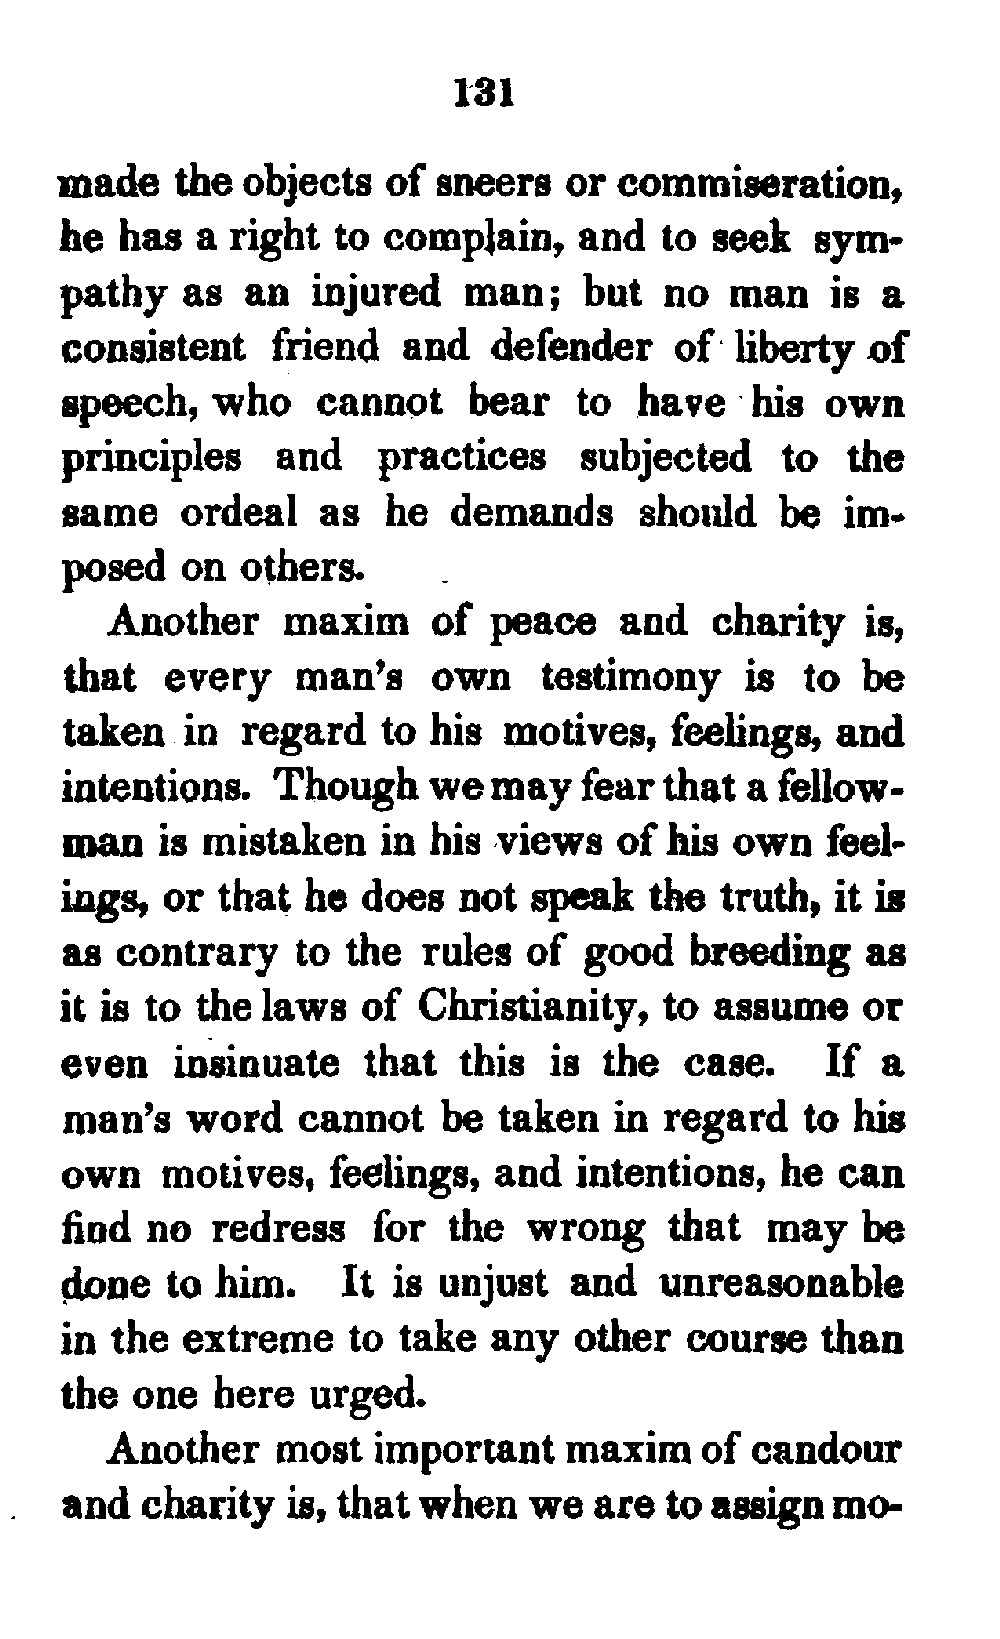 131
made the objects of sneers or commiseration,
he has a right to complain, and to seek sym-
pathy as an injured man; but no man is a
consistent friend and defender of liberty of
speech, who cannot bear to have his own
principles and practices subjected to the
same ordeal as he demands should be im-
posed on others.
Another maxim of peace and charity is,
that every man's own testimony is to be
taken in regard to his motives, feelings, and
intentions. Though we may fear that a fellow-
man is mistaken in his views of his own feel-
ings, or that he does not speak the truth, it is
as contrary to the rules of good breeding as
it is to the laws of Christianity, to assume or
even insinuate that this is the case. If a
man's word cannot be taken in regard to his
own motives, feelings, and intentions, he can
find no redress for the wrong that may be
done to him. It is unjust and unreasonable
in the extreme to take any other course than
the one here urged.
Another most important maxim of candour
and charity is, that when we are to assign mo-